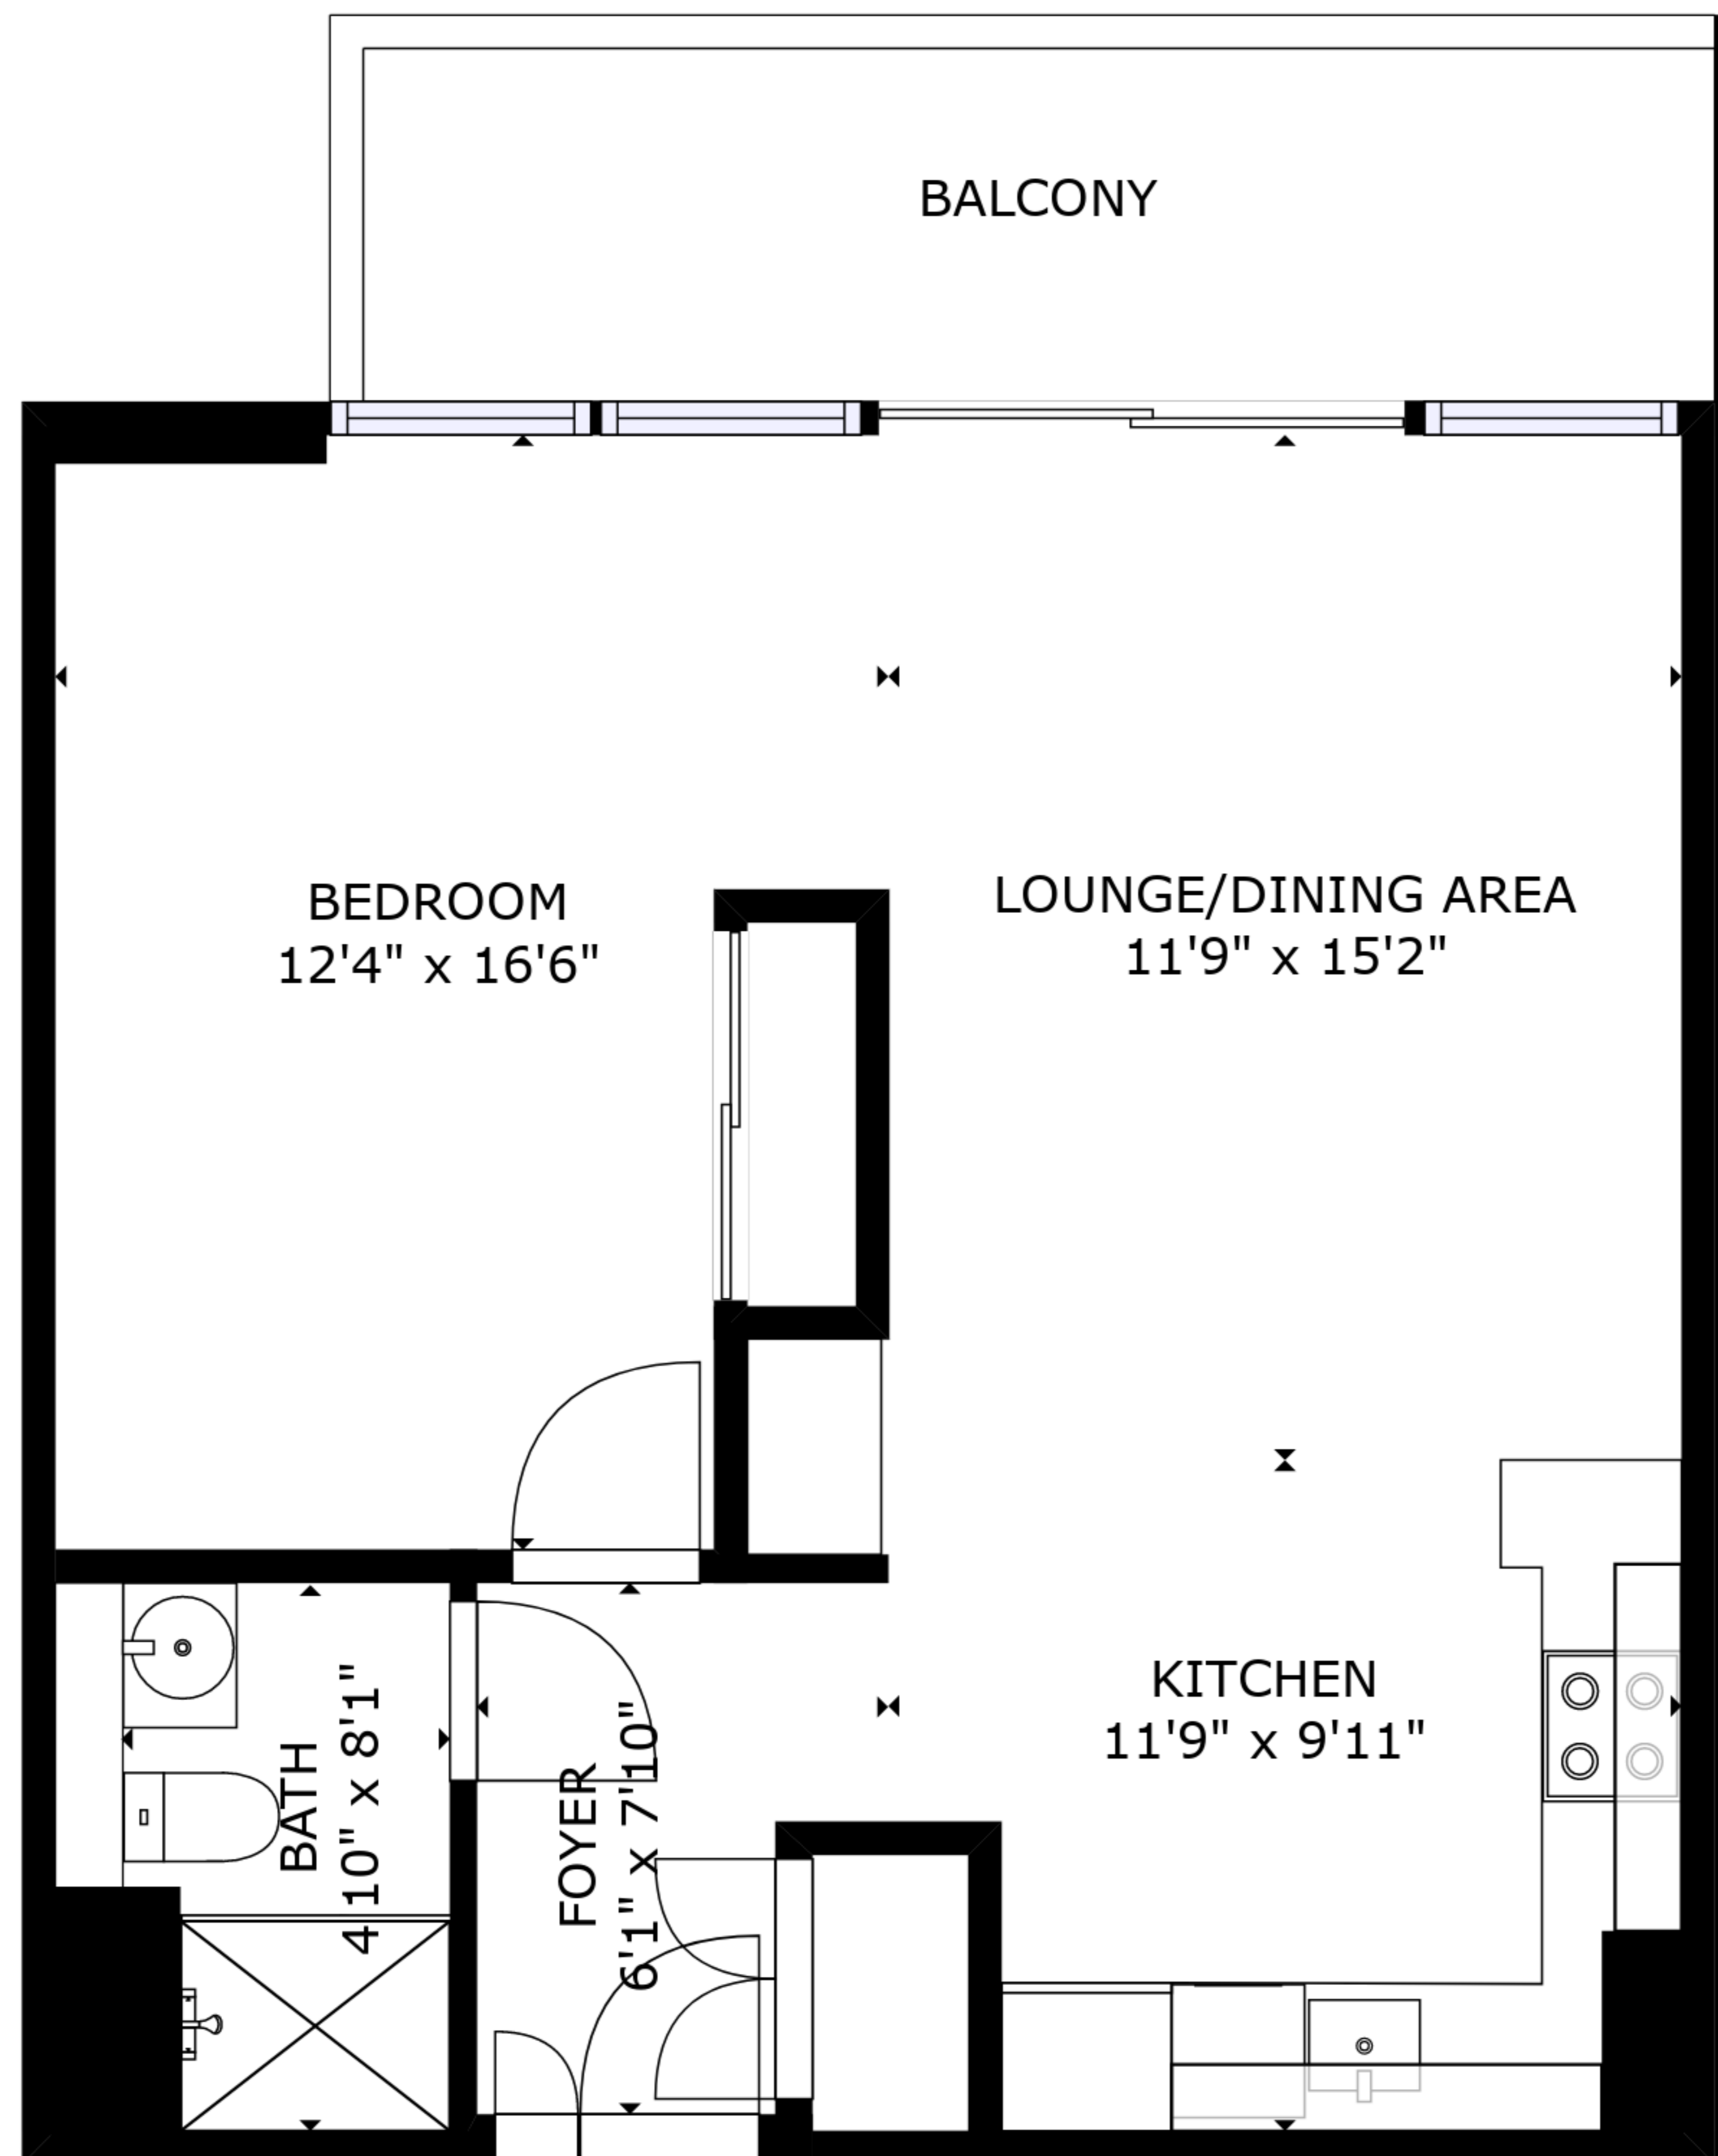 BALCONY
BEDROOM
12'4" x 16'6"
LOUNGE/DINING AREA
11'9" x 15'2"
KITCHEN
11'9" x 9'11"
BATH
4'10" x 8'1"
FOYER
6'1" x 7'10"